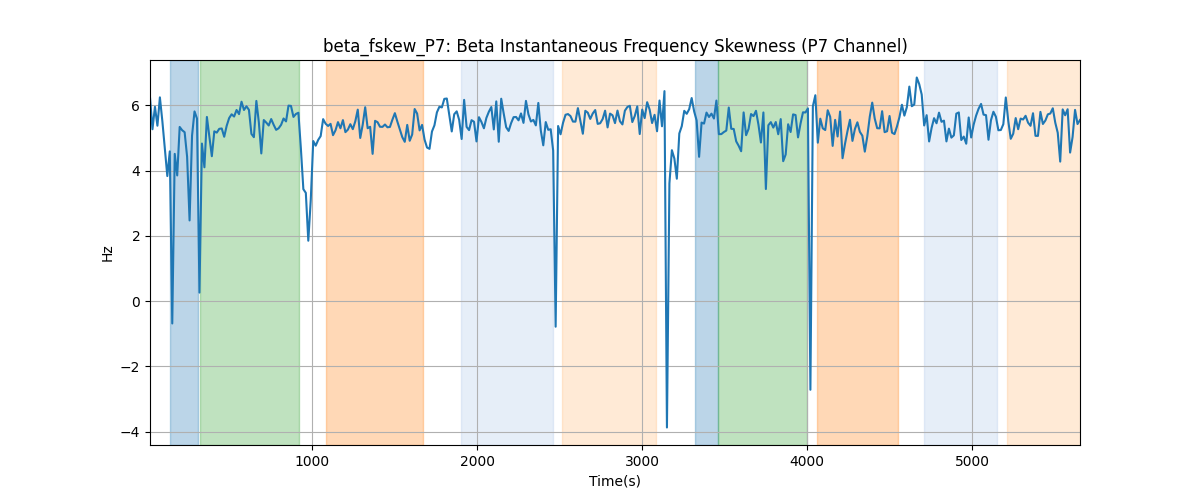 beta_fskew_P7: Beta Instantaneous Frequency Skewness (P7 Channel)
Hz
6
4
2
0
−2
−4
1000 2000 3000 4000 5000
Time(s)